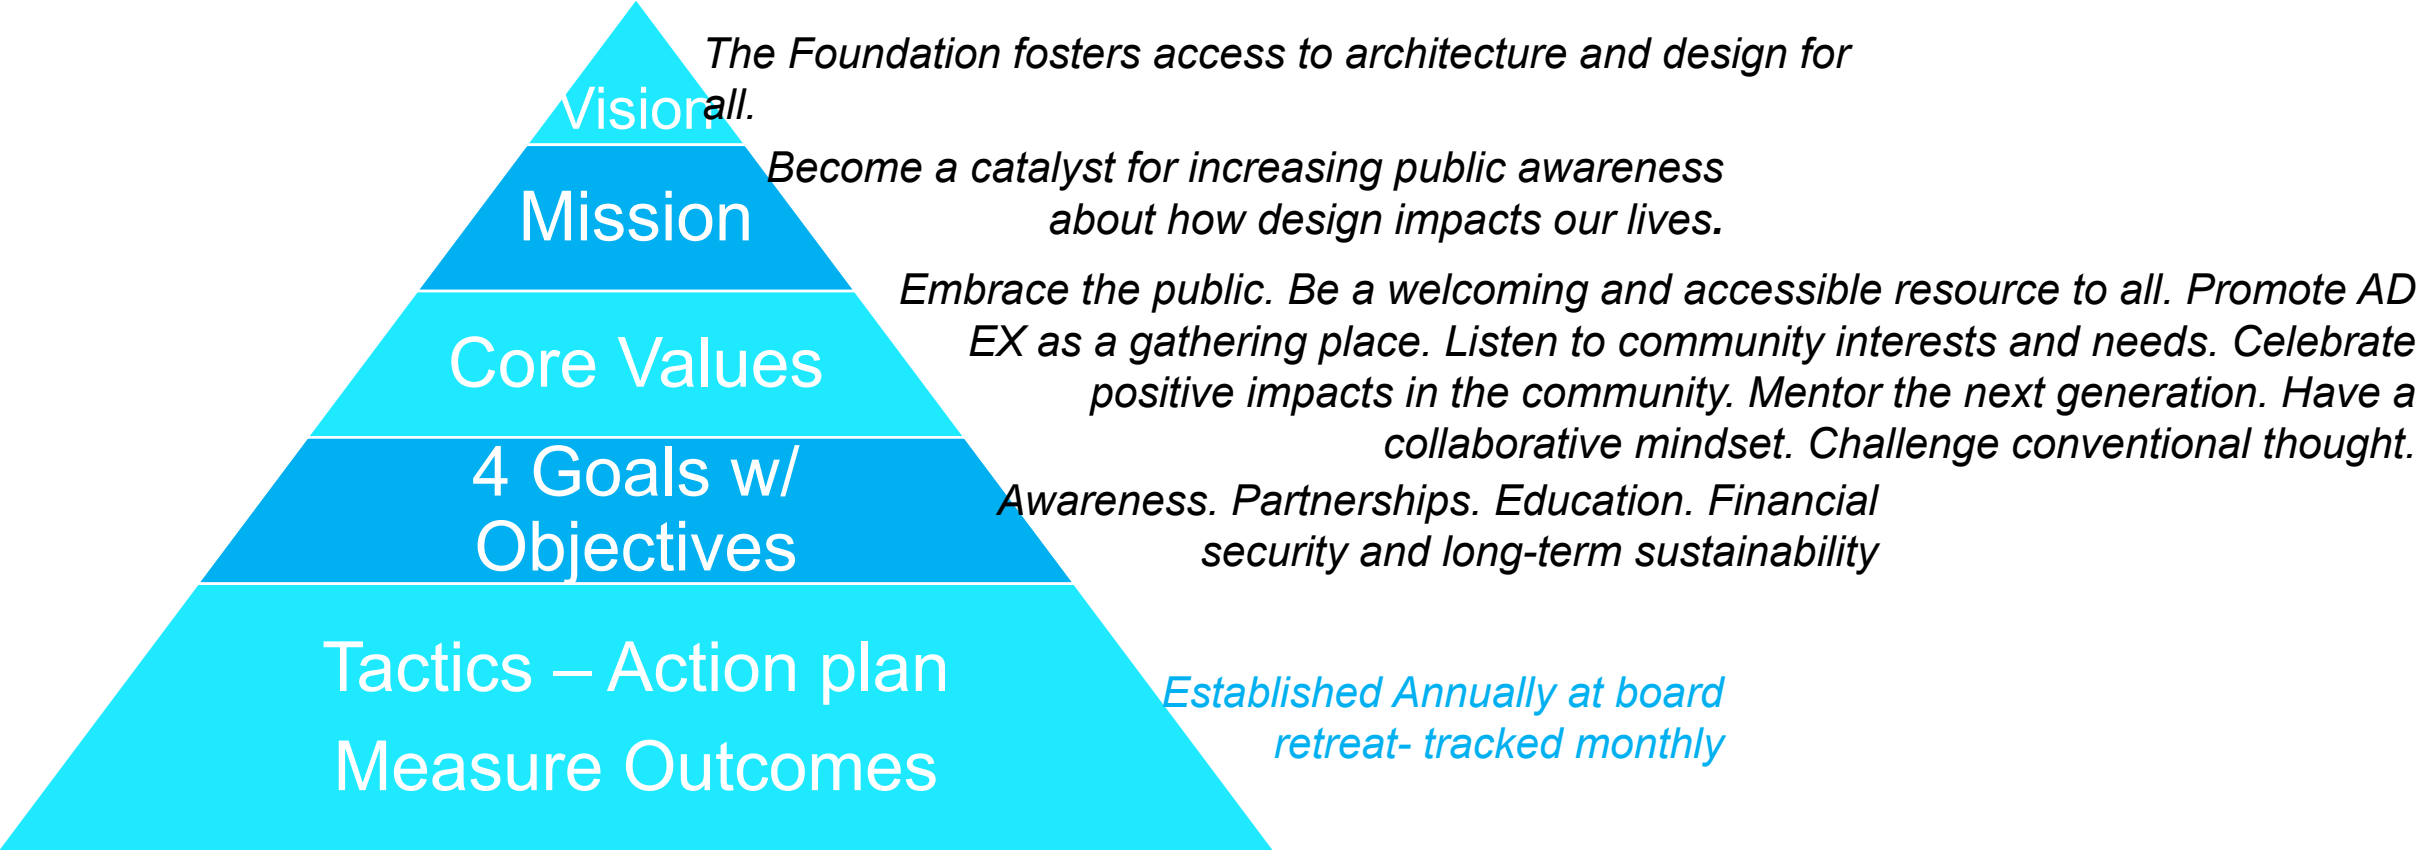 The Foundation fosters access to architecture and design for
all.
Vision
Become a catalyst for increasing public awareness
about how design impacts our lives.
Mission
Embrace the public. Be a welcoming and accessible resource to all. Promote AD
EX as a gathering place. Listen to community interests and needs. Celebrate
positive impacts in the community. Mentor the next generation. Have a
collaborative mindset. Challenge conventional thought.
Core Values
4 Goals w/
Objectives
Awareness. Partnerships. Education. Financial
security and long-term sustainability
Tactics – Action plan
Measure Outcomes
Established Annually at board
retreat- tracked monthly